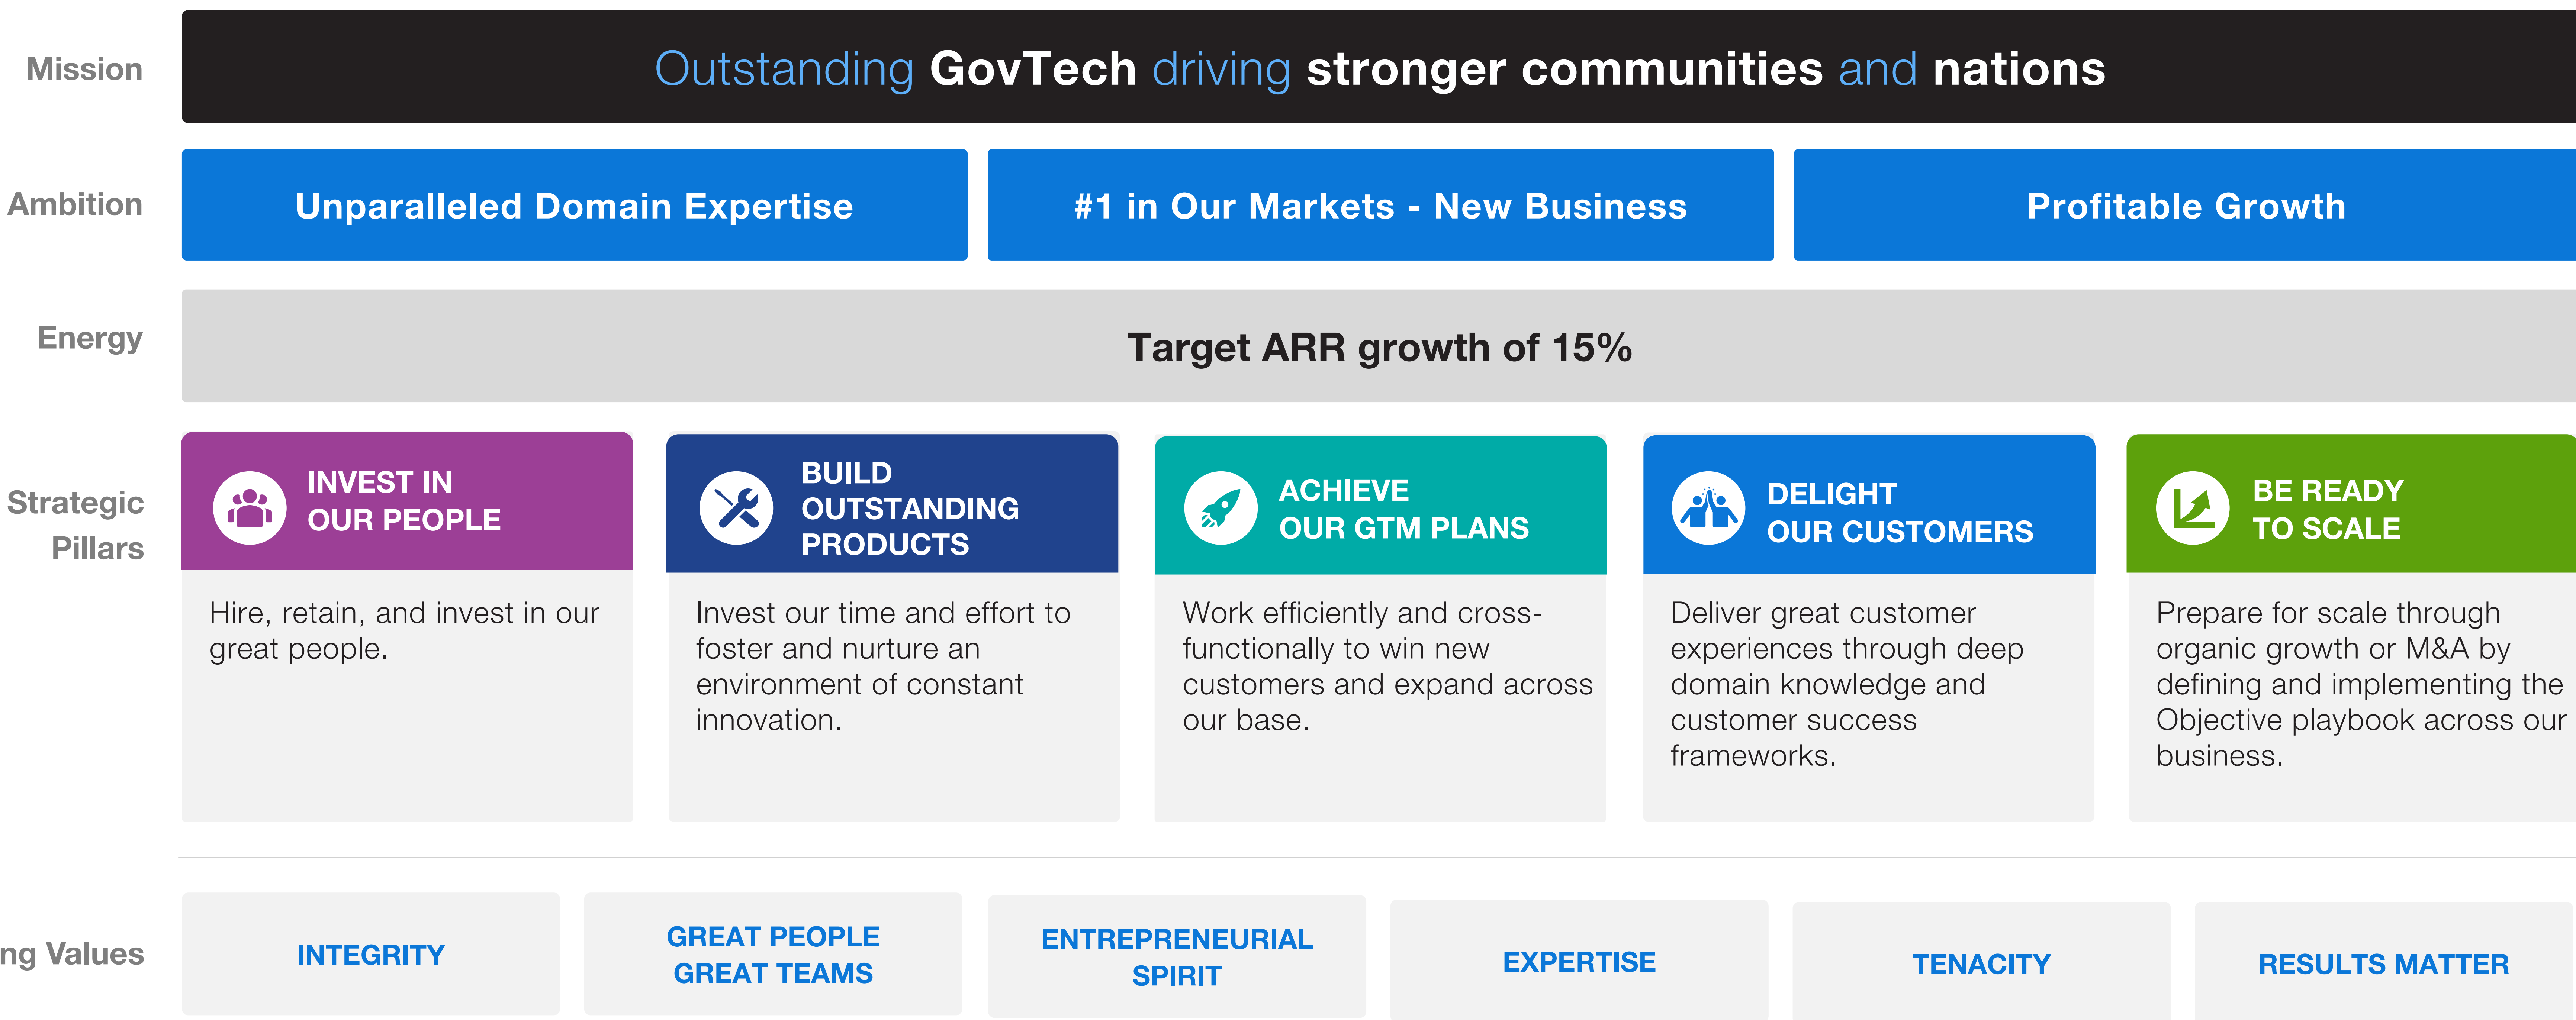 Mission
Outstanding GovTech driving stronger communities and nations
Ambition
Unparalleled Domain Expertise
#1 in Our Markets - New Business
Profitable Growth
Energy
Target ARR growth of 15%
Strategic
Pillars
INVEST IN
OUR PEOPLE
Hire, retain, and invest in our
great people.
BUILD
OUTSTANDING
PRODUCTS
Invest our time and effort to
foster and nurture an
environment of constant
innovation.
ACHIEVE
OUR GTM PLANS
Work efficiently and cross-
functionally to win new
customers and expand across
our base.
DELIGHT
OUR CUSTOMERS
Deliver great customer
experiences through deep
domain knowledge and
customer success
frameworks.
BE READY
TO SCALE
Prepare for scale through
organic growth or M&A by
defining and implementing the
Objective playbook across our
business.
Values
INTEGRITY
GREAT PEOPLE
GREAT TEAMS
ENTREPRENEURIAL
SPIRIT
EXPERTISE
TENACITY
RESULTS MATTER